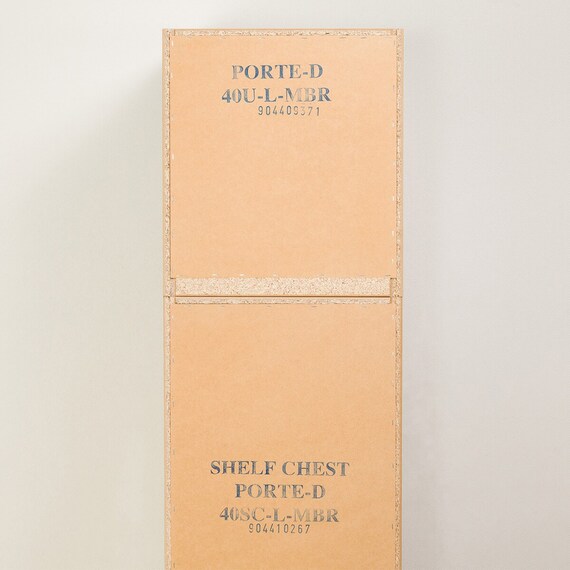 PORTE-D
40U-L-MBR
904409371
SHELF CHEST
PORTE-D
40SC-L-MBR
904410267